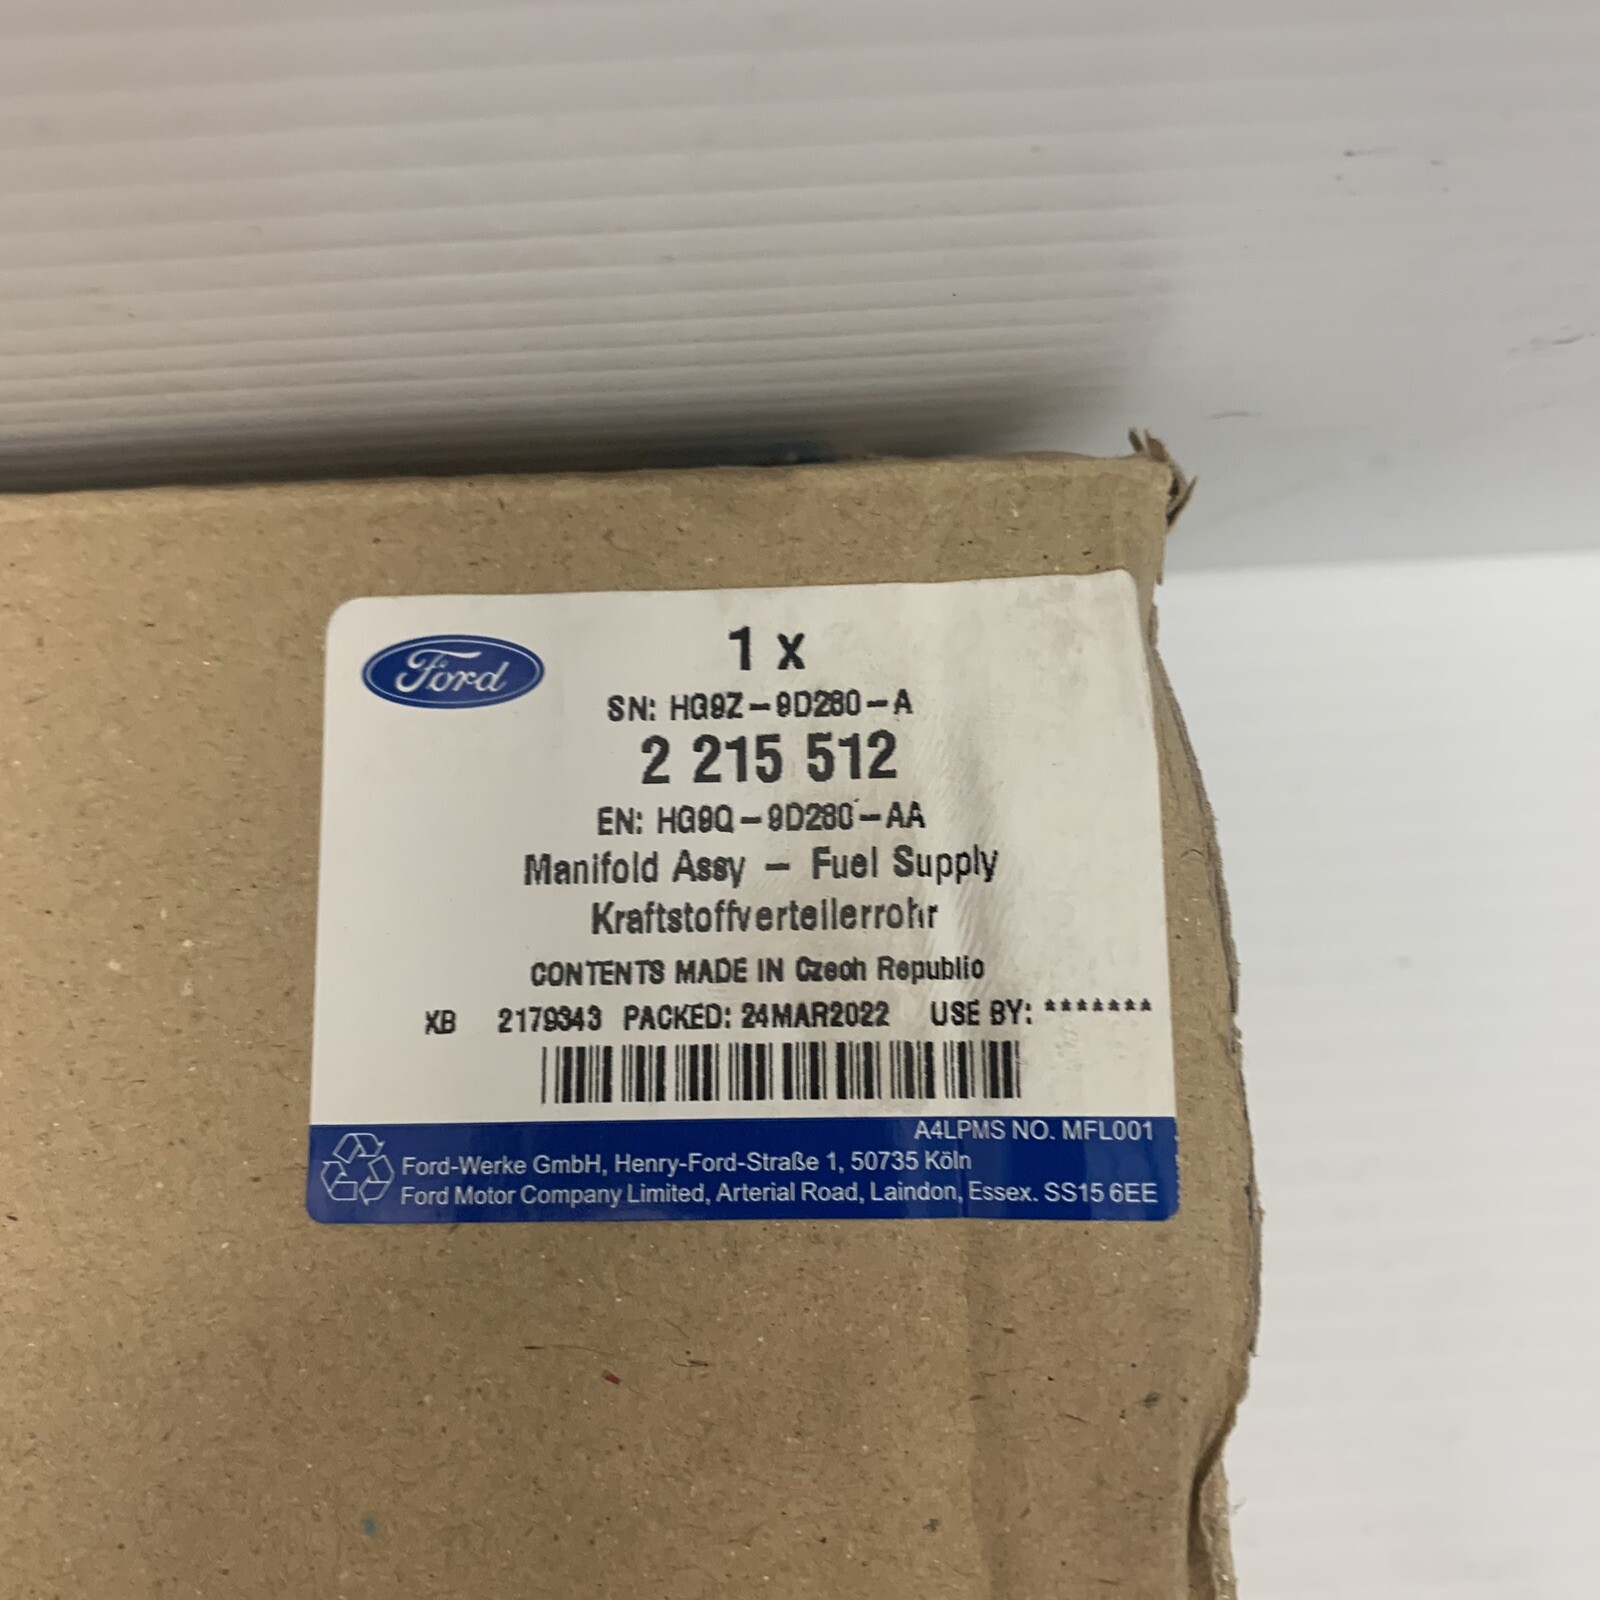 Ford
1 x
SN: HG9Z-9D280-A
2 215 512
EN: HG9Q-9D280-AA
Manifold Assy - Fuel Supply
Kraftstoffverteilerrohr
CONTENTS MADE IN Czech Republic
XB 2179343 PACKED: 24MAR2022 USE BY: *******
A4LPMS NO. MFL001
Ford-Werke GmbH, Henry-Ford-Straße 1, 50735 Köln
Ford Motor Company Limited, Arterial Road, Laindon, Essex. SS15 6EE